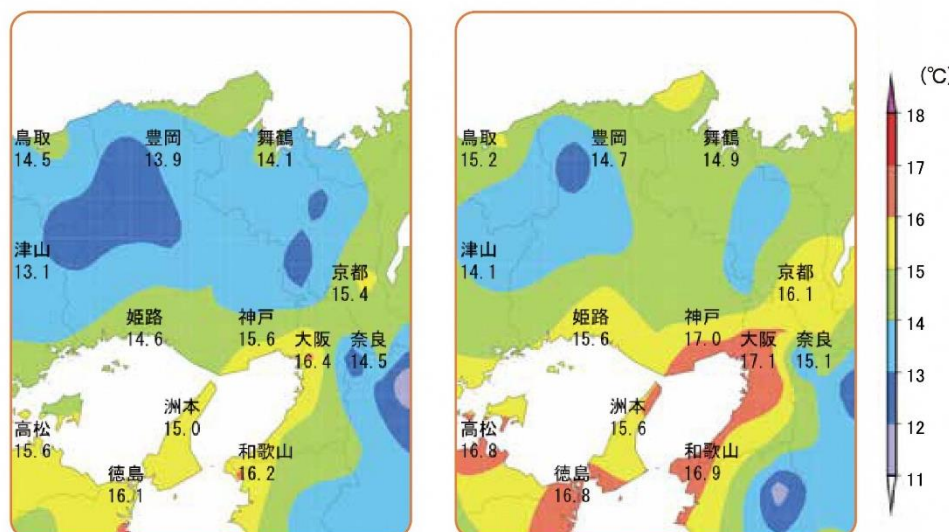 鳥取
14.5
豊岡
13.9
舞鶴
14.1
津山
13.1
京都
15.4
姫路
14.6
神戸
15.6
大阪
16.4
奈良
14.5
洲本
15.0
高松
15.6
和歌山
16.2
徳島
16.1
鳥取
15.2
豊岡
14.7
舞鶴
14.9
津山
14.1
京都
16.1
姫路
15.6
神戸
17.0
大阪
17.1
奈良
15.1
洲本
15.6
高松
16.8
和歌山
16.9
徳島
16.8
(℃)
18
17
16
15
14
13
12
11